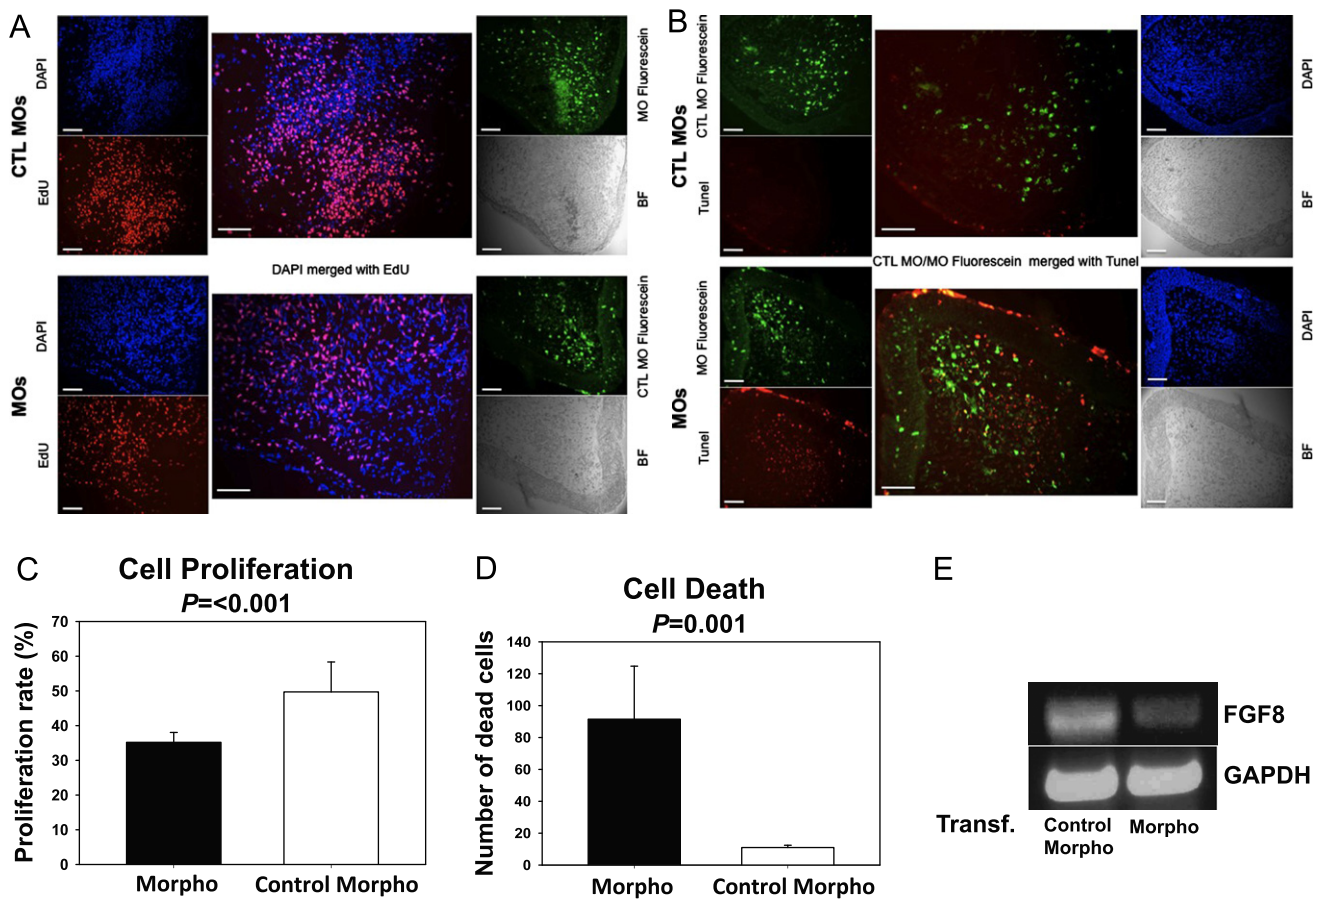 A
CTL MOs
DAPI
EdU
MO Fluorescein
BF
DAPI merged with EdU
MOs
DAPI
EdU
CTL MO Fluorescein
BF
B
CTL MOs
CTL MO Fluorescein
Tunel
DAPI
BF
CTL MO/MO Fluorescein merged with Tunel
MOs
MO Fluorescein
Tunel
DAPI
BF
C
Cell Proliferation
P=<0.001
Proliferation rate (%)
70
60
50
40
30
20
10
0
Morpho
Control Morpho
D
Cell Death
P=0.001
Number of dead cells
140
120
100
80
60
40
20
0
Morpho
Control Morpho
E
FGF8
GAPDH
Transf.
Control
Morpho
Morpho